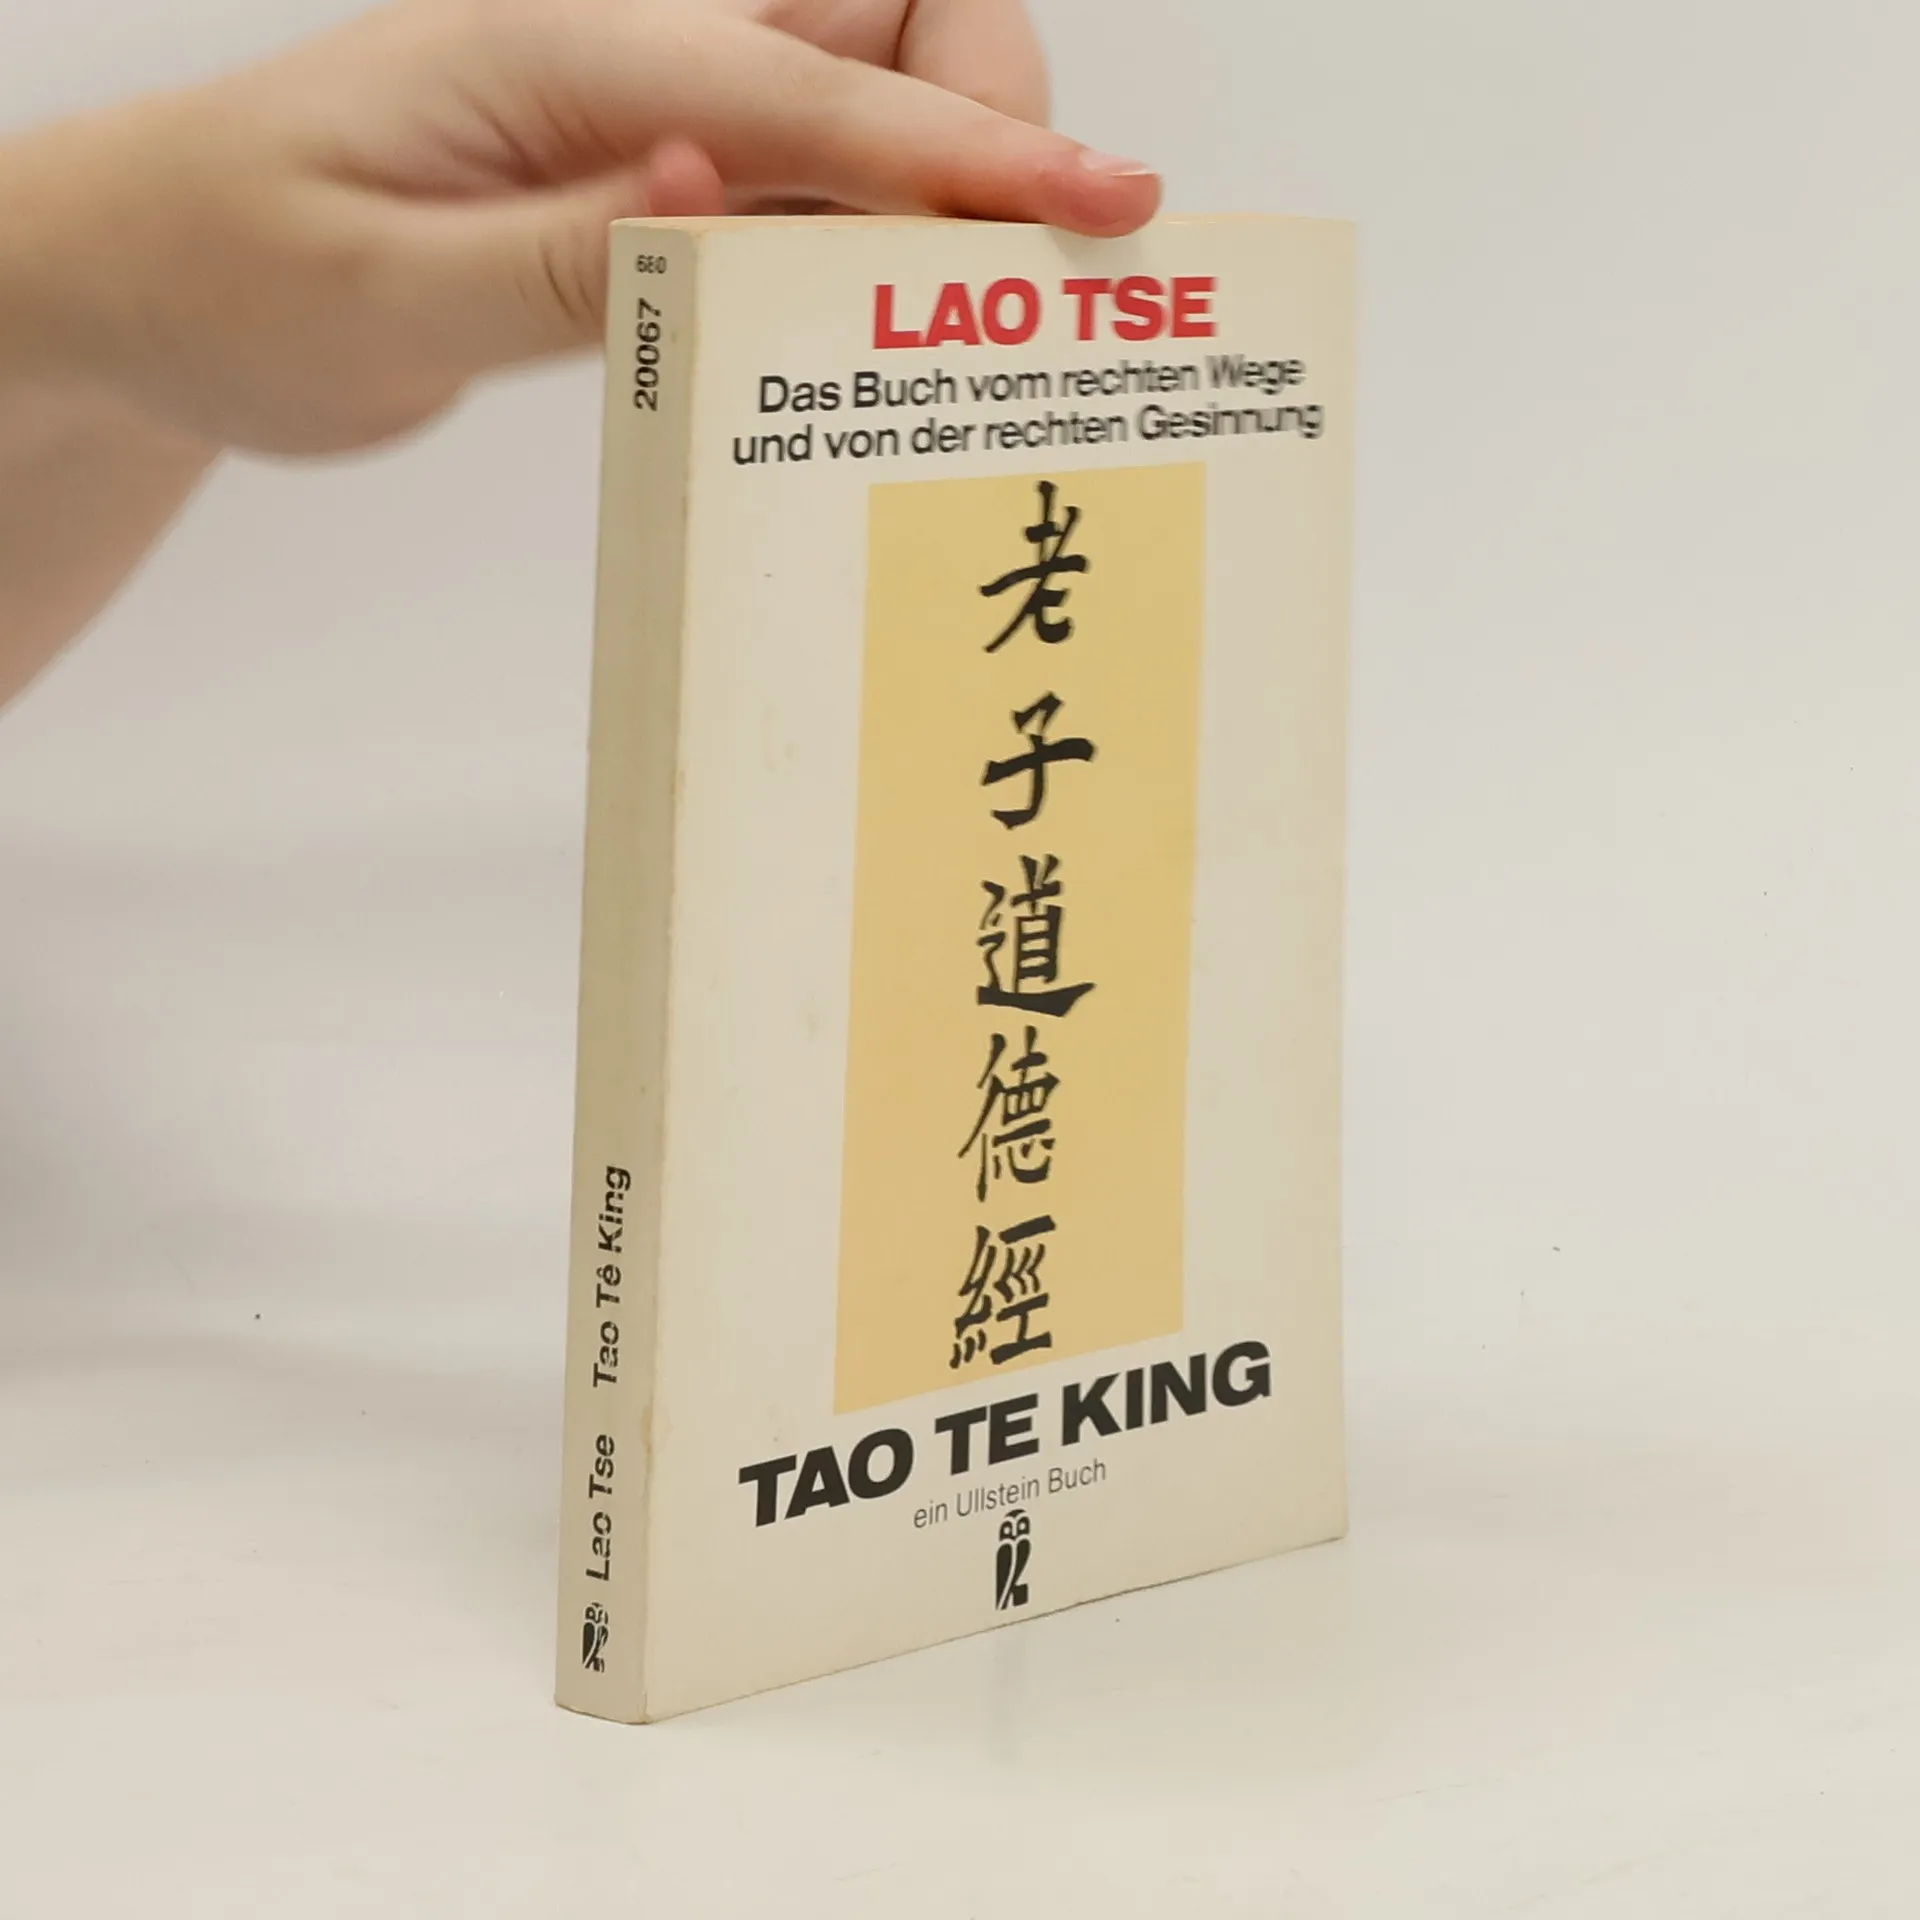 LAO TSE
Das Buch vom rechten Wege
und von der rechten Gesinnung
老子道德經
TAO TE KING
ein Ullstein Buch
680
20067
Lao Tse Tao Tê King